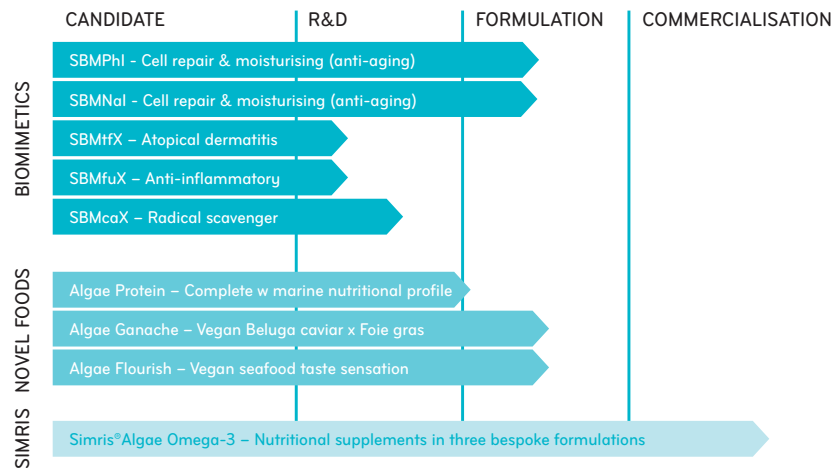 CANDIDATE R&D FORMULATION COMMERCIALISATION
BIOMIMETICS
SBMPhI - Cell repair & moisturising (anti-aging)
SBMNaI - Cell repair & moisturising (anti-aging)
SBMtfX – Atopical dermatitis
SBMfuX – Anti-inflammatory
SBMcaX – Radical scavenger
NOVEL FOODS
Algae Protein – Complete w marine nutritional profile
Algae Ganache – Vegan Beluga caviar x Foie gras
Algae Flourish – Vegan seafood taste sensation
SIMRIS
Simris®Algae Omega-3 – Nutritional supplements in three bespoke formulations